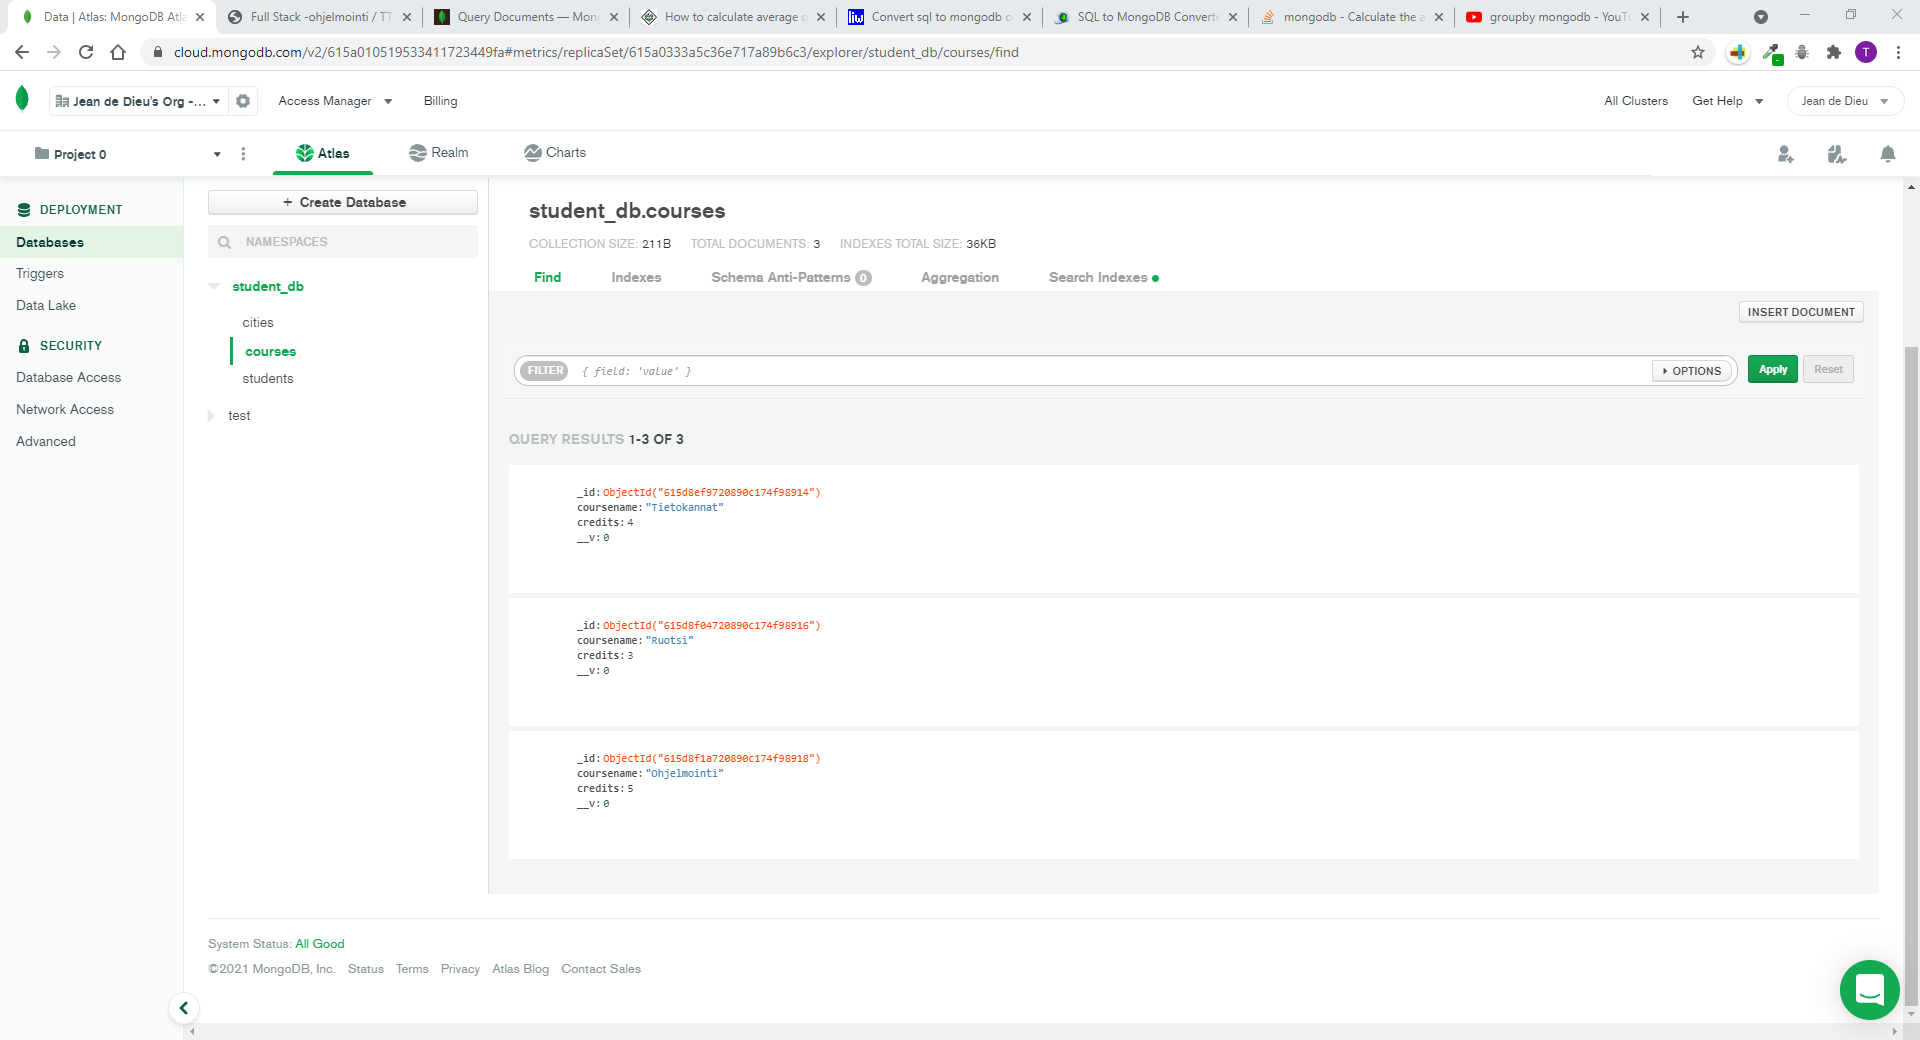 Data | Atlas: MongoDB Atl
Full Stack -ohjelmointi / TT
Query Documents — Mon
How to calculate average o
Convert sql to mongodb o
SQL to MongoDB Converte
mongodb - Calculate the a
groupby mongodb - YouTu
cloud.mongodb.com/v2/615a010519533411723449fa#metrics/replicaSet/615a0333a5c36e717a89b6c3/explorer/student_db/courses/find
T
Jean de Dieu's Org -...
Access Manager
Billing
All Clusters
Get Help
Jean de Dieu
Project 0
Atlas
Realm
Charts
DEPLOYMENT
Databases
Triggers
Data Lake
SECURITY
Database Access
Network Access
Advanced
+ Create Database
NAMESPACES
student_db
cities
courses
students
test
student_db.courses
COLLECTION SIZE: 211B TOTAL DOCUMENTS: 3 INDEXES TOTAL SIZE: 36KB
Find Indexes Schema Anti-Patterns 0 Aggregation Search Indexes
INSERT DOCUMENT
FILTER { field: 'value' } OPTIONS Apply Reset
QUERY RESULTS 1-3 OF 3
_id: ObjectId("615d8ef9720890c174f98914")
coursename: "Tietokannat"
credits: 4
__v: 0
_id: ObjectId("615d8f04720890c174f98916")
coursename: "Ruotsi"
credits: 3
__v: 0
_id: ObjectId("615d8f1a720890c174f98918")
coursename: "Ohjelmointi"
credits: 5
__v: 0
System Status: All Good
©2021 MongoDB, Inc. Status Terms Privacy Atlas Blog Contact Sales